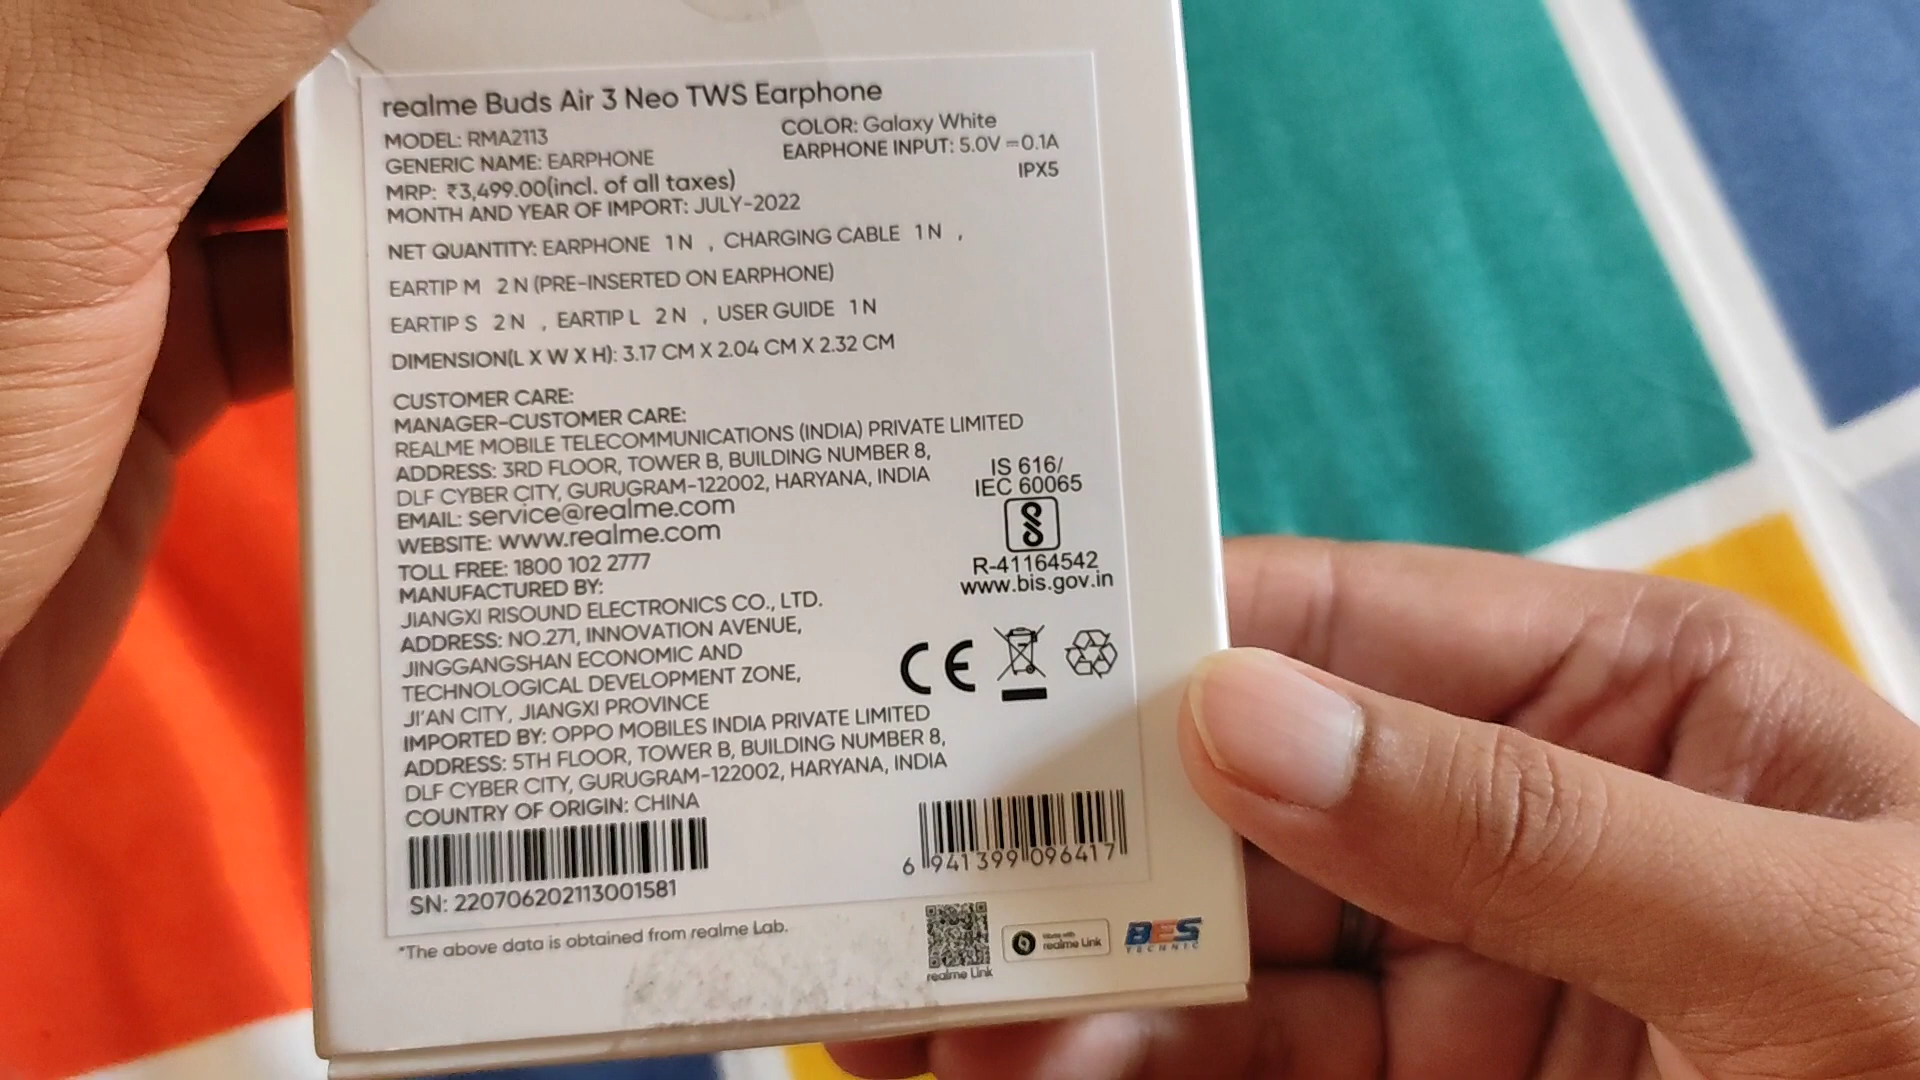 realme Buds Air 3 Neo TWS Earphone
MODEL: RMA2113
COLOR: Galaxy White
GENERIC NAME: EARPHONE
EARPHONE INPUT: 5.0V⎓0.1A
MRP: ₹3,499.00(incl. of all taxes)
IPX5
MONTH AND YEAR OF IMPORT: JULY-2022
NET QUANTITY: EARPHONE 1 N , CHARGING CABLE 1 N ,
EARTIP M 2 N (PRE-INSERTED ON EARPHONE)
EARTIP S 2 N , EARTIP L 2 N , USER GUIDE 1 N
DIMENSION(L X W X H): 3.17 CM X 2.04 CM X 2.32 CM
CUSTOMER CARE:
MANAGER-CUSTOMER CARE:
REALME MOBILE TELECOMMUNICATIONS (INDIA) PRIVATE LIMITED
ADDRESS: 3RD FLOOR, TOWER B, BUILDING NUMBER 8,
DLF CYBER CITY, GURUGRAM-122002, HARYANA, INDIA
EMAIL: service@realme.com
WEBSITE: www.realme.com
TOLL FREE: 1800 102 2777
IS 616/
IEC 60065
R-41164542
www.bis.gov.in
MANUFACTURED BY:
JIANGXI RISOUND ELECTRONICS CO., LTD.
ADDRESS: NO.271, INNOVATION AVENUE,
JINGGANGSHAN ECONOMIC AND
TECHNOLOGICAL DEVELOPMENT ZONE,
JI'AN CITY, JIANGXI PROVINCE
CE
IMPORTED BY: OPPO MOBILES INDIA PRIVATE LIMITED
ADDRESS: 5TH FLOOR, TOWER B, BUILDING NUMBER 8,
DLF CYBER CITY, GURUGRAM-122002, HARYANA, INDIA
COUNTRY OF ORIGIN: CHINA
6 941399 096417
SN: 220706202113001581
*The above data is obtained from realme Lab.
realme Link
Works with
realme Link
BES
TECHNIC